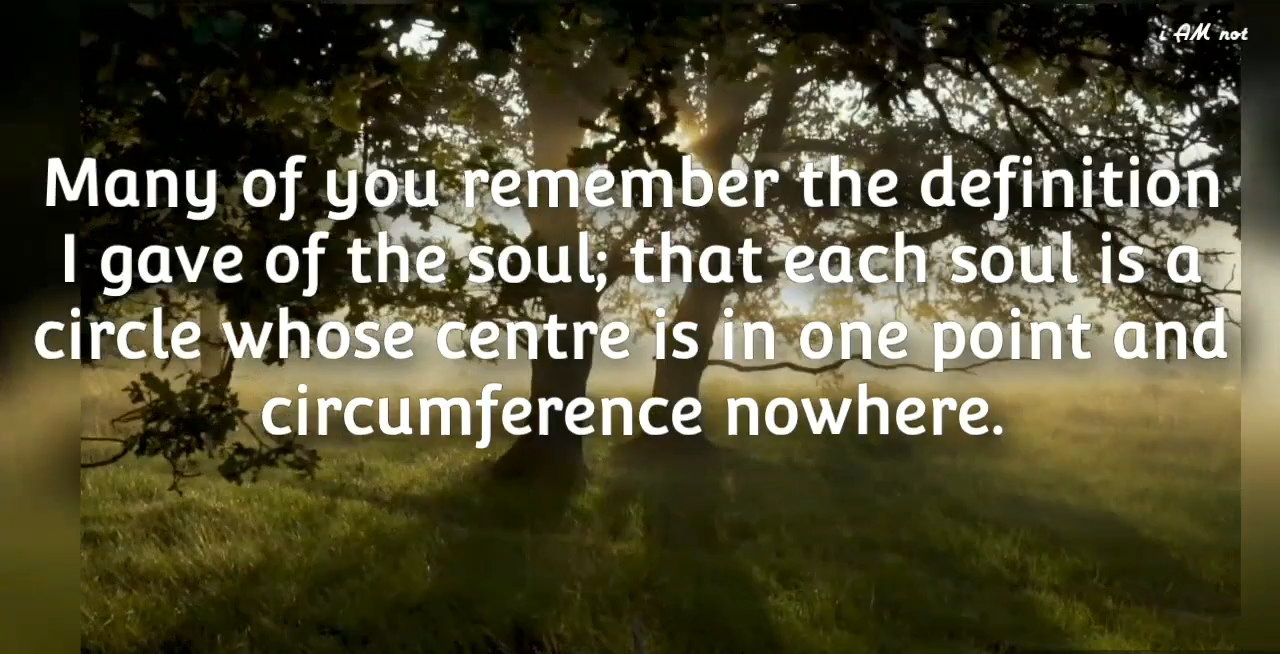 i AM not
Many of you remember the definition
I gave of the soul; that each soul is a
circle whose centre is in one point and
circumference nowhere.